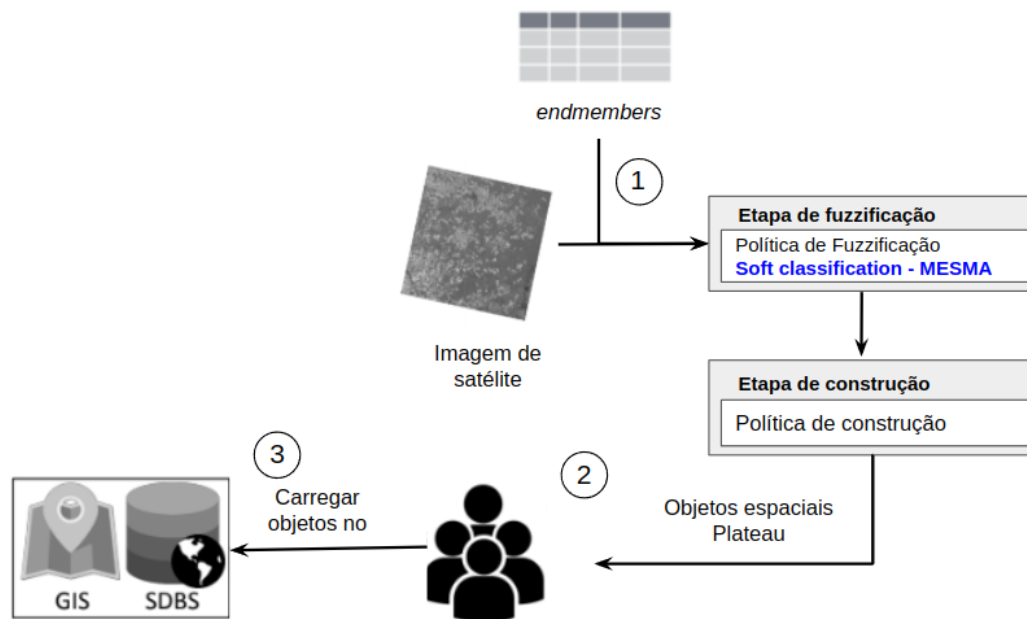 endmembers
1
Etapa de fuzzificação
Política de Fuzzificação
Soft classification - MESMA
Imagem de
satélite
Etapa de construção
Política de construção
3
2
Carregar
objetos no
Objetos espaciais
Plateau
GIS
SDBS